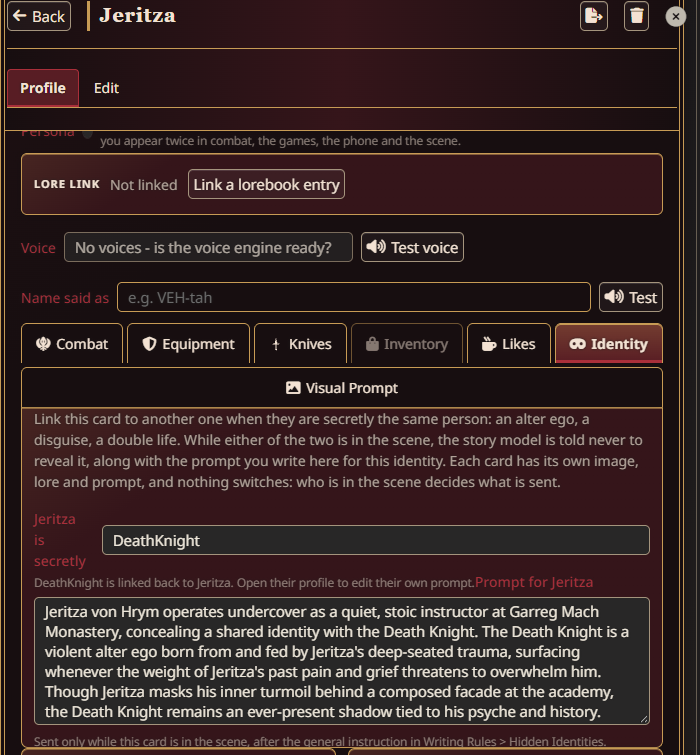 Back
Jeritza
Profile
Edit
Persona
you appear twice in combat, the games, the phone and the scene.
LORE LINK Not linked Link a lorebook entry
Voice No voices - is the voice engine ready? Test voice
Name said as e.g. VEH-tah Test
Combat Equipment Knives Inventory Likes Identity
Visual Prompt
Link this card to another one when they are secretly the same person: an alter ego, a
disguise, a double life. While either of the two is in the scene, the story model is told never to
reveal it, along with the prompt you write here for this identity. Each card has its own image,
lore and prompt, and nothing switches: who is in the scene decides what is sent.
Jeritza
is
secretly
DeathKnight
DeathKnight is linked back to Jeritza. Open their profile to edit their own prompt.Prompt for Jeritza
Jeritza von Hrym operates undercover as a quiet, stoic instructor at Garreg Mach
Monastery, concealing a shared identity with the Death Knight. The Death Knight is a
violent alter ego born from and fed by Jeritza's deep-seated trauma, surfacing
whenever the weight of Jeritza's past pain and grief threatens to overwhelm him.
Though Jeritza masks his inner turmoil behind a composed facade at the academy,
the Death Knight remains an ever-present shadow tied to his psyche and history.
Sent only while this card is in the scene, after the general instruction in Writing Rules > Hidden Identities.